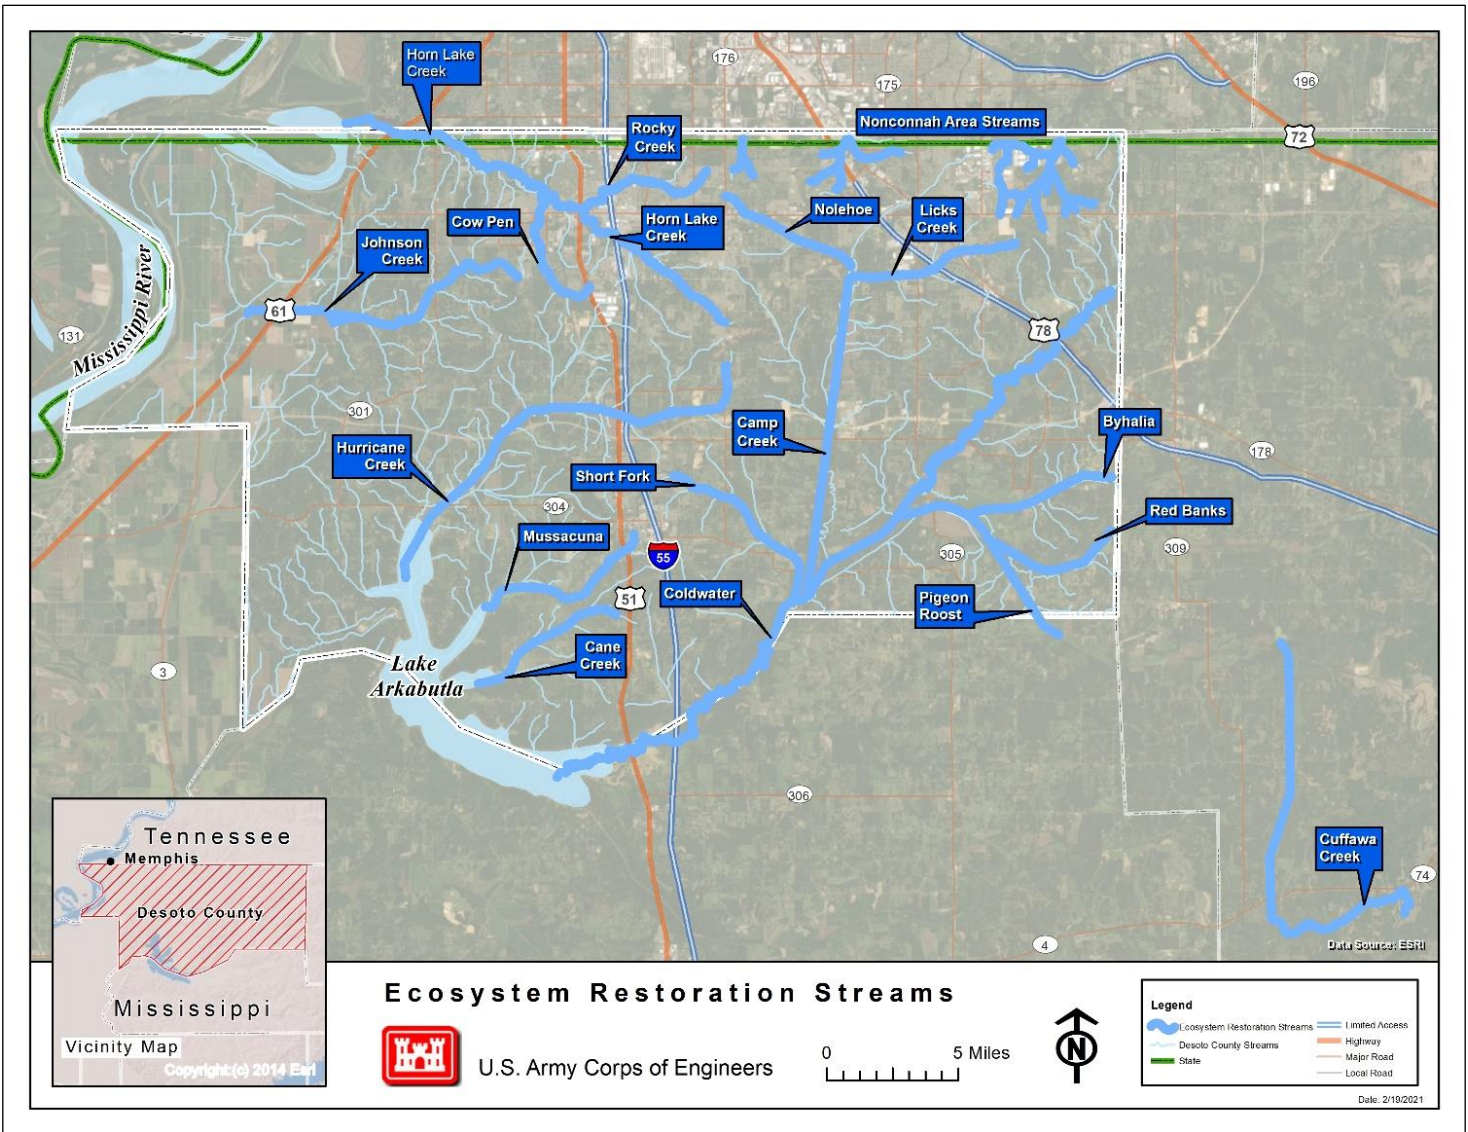 Horn Lake
Creek
176
175
196
Rocky
Creek
Nonconnah Area Streams
72
Cow Pen
Horn Lake
Creek
Nolehoe
Licks
Creek
Johnson
Creek
Mississippi River
61
131
78
301
Camp
Creek
Byhalia
Hurricane
Creek
178
Short Fork
304
Red Banks
Mussacuna
55
305
309
Coldwater
51
Pigeon
Roost
Cane
Creek
Lake
Arkabutla
3
306
Cuffawa
Creek
74
4
Data Source: ESRI
Tennessee
Memphis
Desoto County
Mississippi
Vicinity Map
Copyright:(c) 2014 Esri
Ecosystem Restoration Streams
U.S. Army Corps of Engineers
0 5 Miles
N
Legend
Ecosystem Restoration Streams
Desoto County Streams
State
Limited Access
Highway
Major Road
Local Road
Date: 2/19/2021